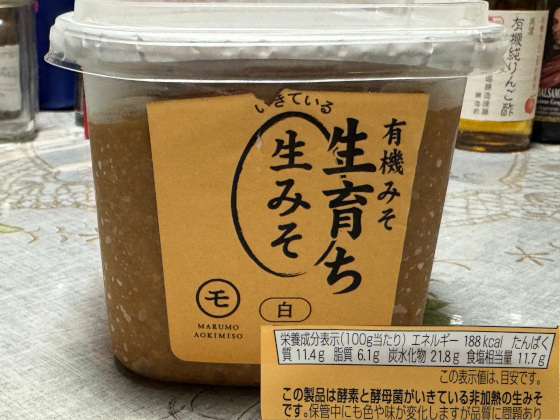 いきている
有機みそ
生育ち
生みそ
モ
MARUMO
AOKIMISO
白
有機純りんご酢
BALSAM
栄養成分表示(100g当たり) エネルギー 188kcal たんぱく
質 11.4g 脂質 6.1g 炭水化物 21.8g 食塩相当量 11.7g
この表示値は、目安です。
この製品は酵素と酵母菌がいきている非加熱の生みそ
です。保管中にも色や味が変化しますが品質に問題あ